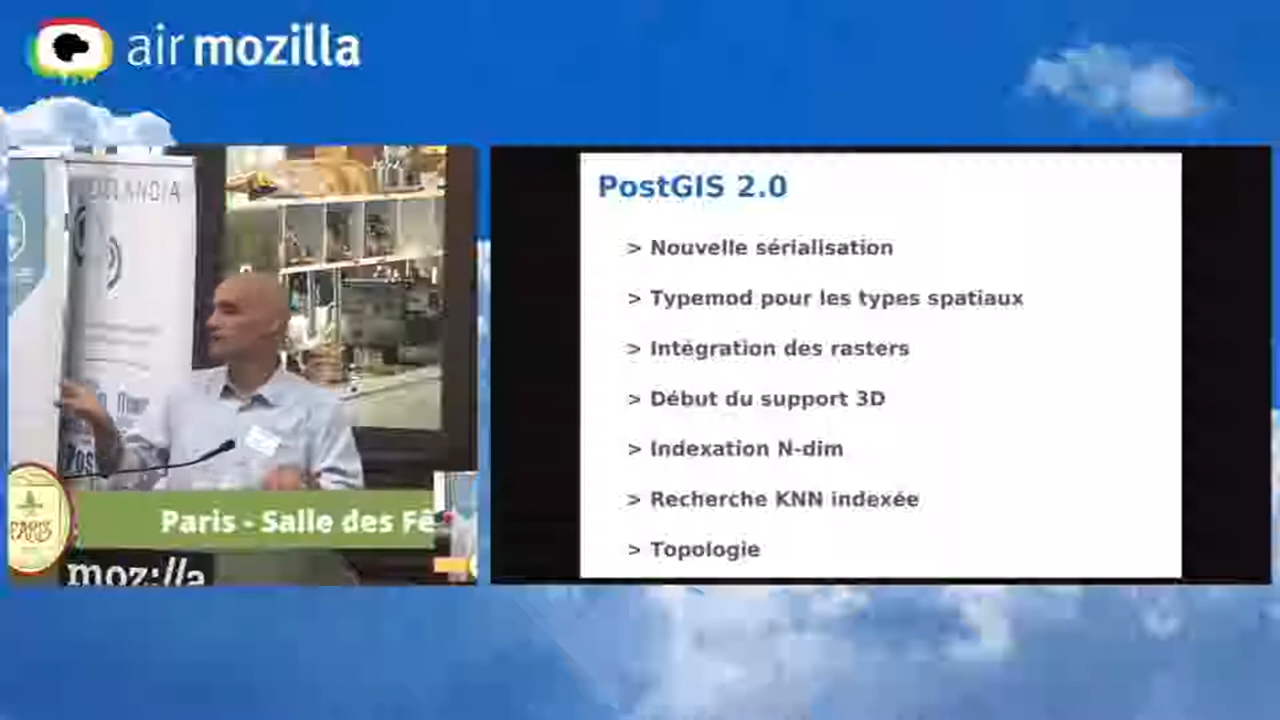 air mozilla
PostGIS 2.0
> Nouvelle sérialisation
> Typemod pour les types spatiaux
> Intégration des rasters
> Début du support 3D
> Indexation N-dim
> Recherche KNN indexée
> Topologie
Paris - Salle des Fê
PARIS
moz://a